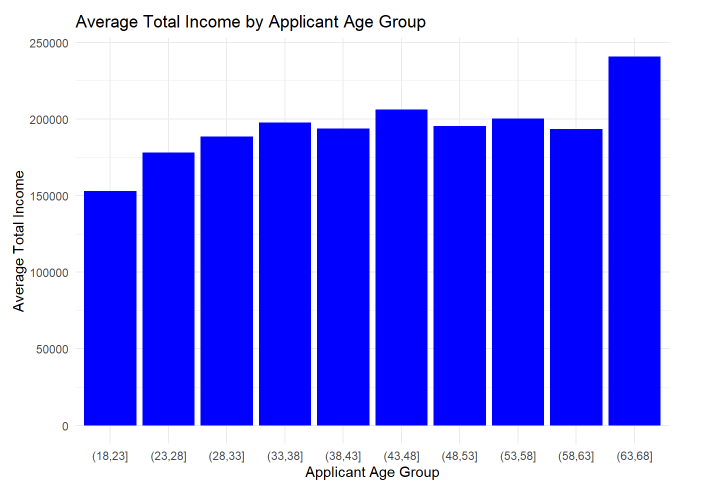 Average Total Income by Applicant Age Group
250000
200000
150000
100000
50000
0
Average Total Income
(18,23] (23,28] (28,33] (33,38] (38,43] (43,48] (48,53] (53,58] (58,63] (63,68]
Applicant Age Group